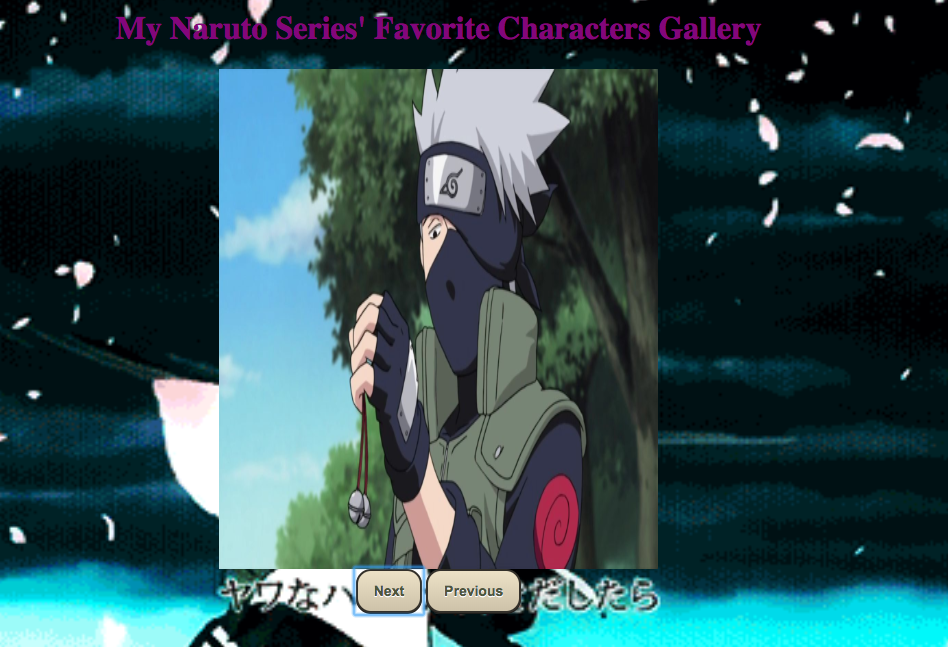 My Naruto Series' Favorite Characters Gallery
Next Previous
ヤワなハ だしたら